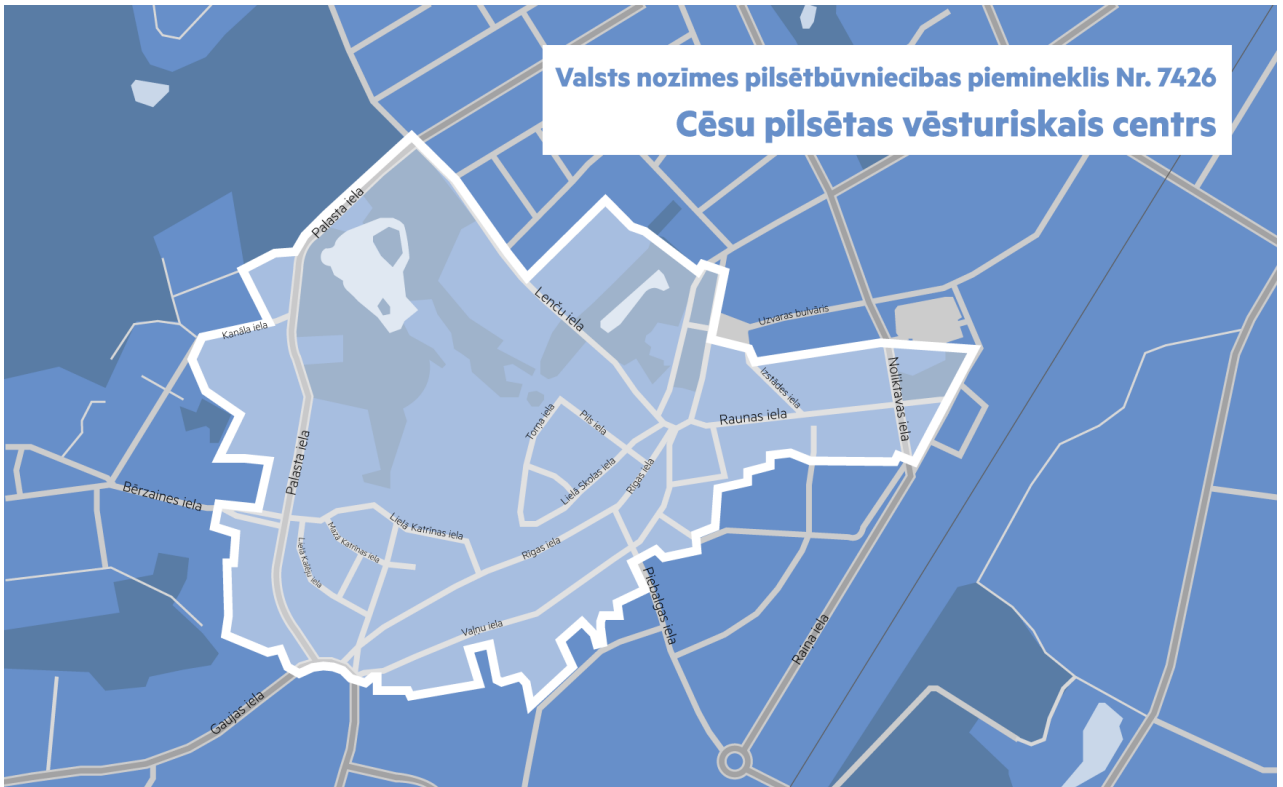 Valsts nozīmes pilsētbūvniecības piemineklis Nr. 7426
Cēsu pilsētas vēsturiskais centrs
Palasta iela
Lenču iela
Kanāla iela
Uzvaras bulvāris
Izstādes iela
Noliktavas iela
Raunas iela
Torņa iela
Pils iela
Lielā Skolas iela
Rīgas iela
Palasta iela
Bērzaines iela
Lielā Katrīnas iela
Mazā Katrīnas iela
Lielā Kalēju iela
Rīgas iela
Vaļņu iela
Piebalgas iela
Raiņa iela
Gaujas iela